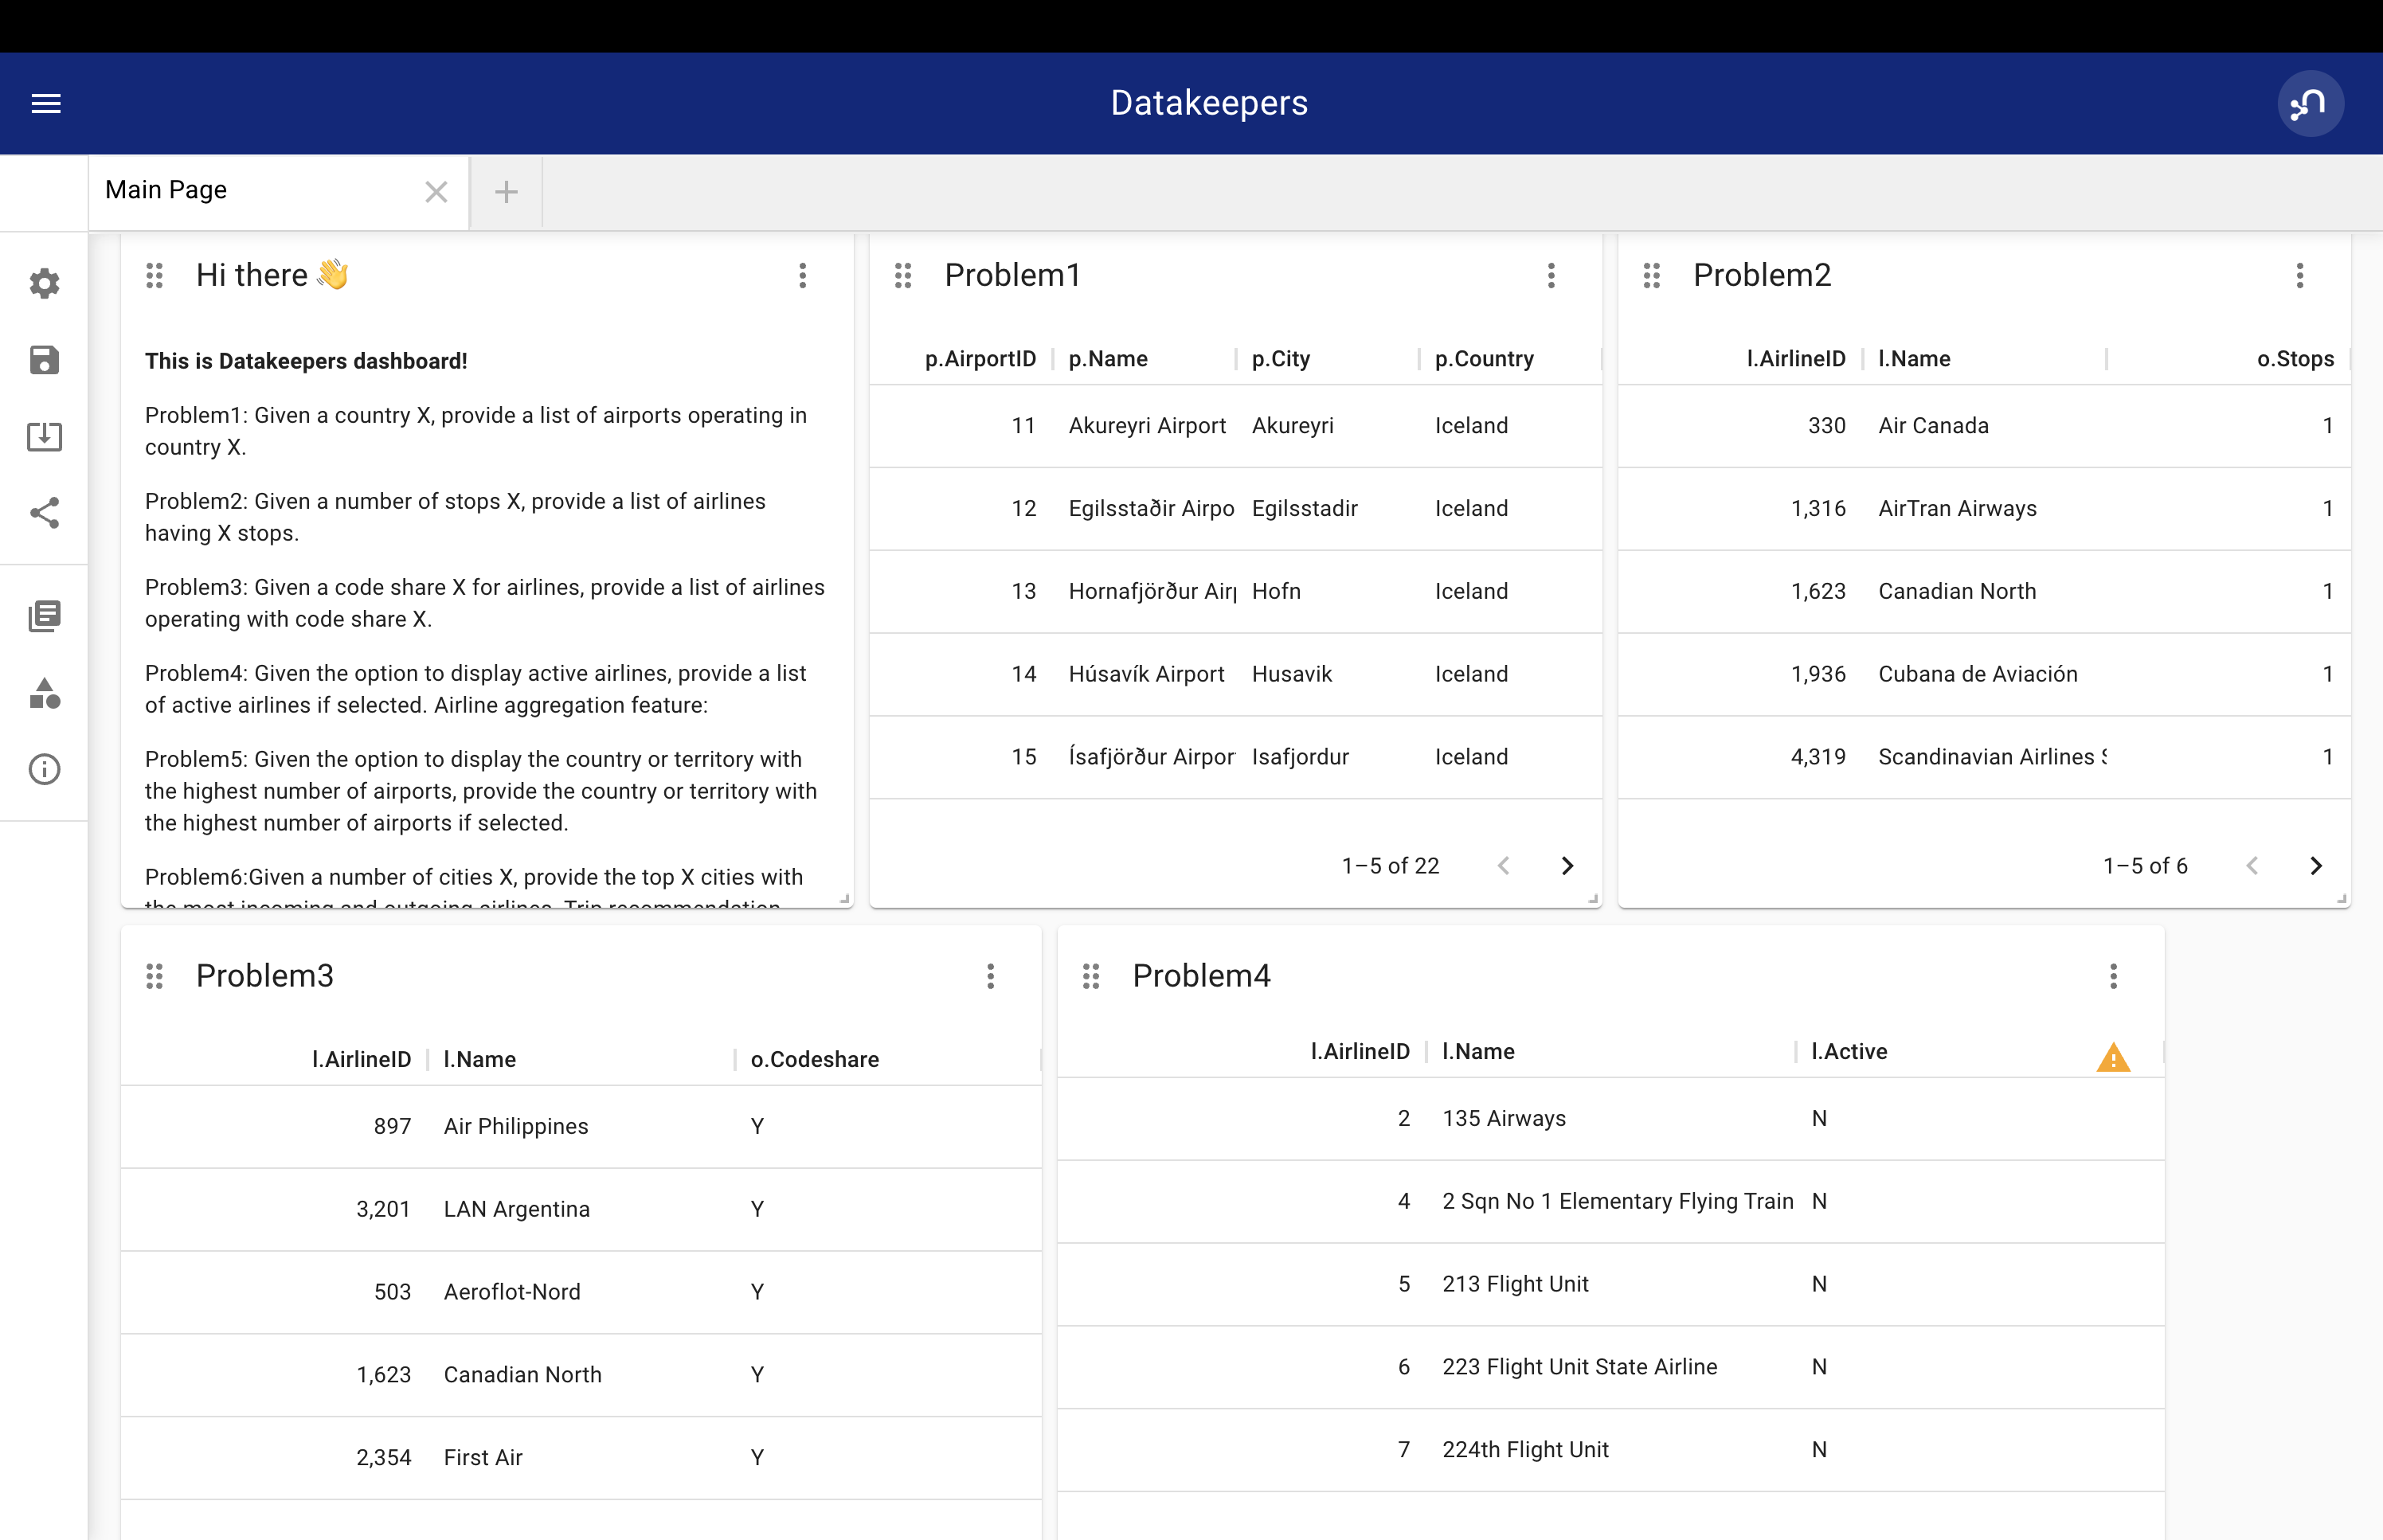 Datakeepers
Main Page
Hi there 👋
This is Datakeepers dashboard!
Problem1: Given a country X, provide a list of airports operating in
country X.
Problem2: Given a number of stops X, provide a list of airlines
having X stops.
Problem3: Given a code share X for airlines, provide a list of airlines
operating with code share X.
Problem4: Given the option to display active airlines, provide a list
of active airlines if selected. Airline aggregation feature:
Problem5: Given the option to display the country or territory with
the highest number of airports, provide the country or territory with
the highest number of airports if selected.
Problem6:Given a number of cities X, provide the top X cities with
the most incoming and outgoing airlines. Trip recommendation
Problem1
p.AirportID p.Name p.City p.Country
11 Akureyri Airport Akureyri Iceland
12 Egilsstaðir Airpo Egilsstadir Iceland
13 Hornafjörður Air Hofn Iceland
14 Húsavík Airport Husavik Iceland
15 Ísafjörður Airpor Isafjordur Iceland
1–5 of 22
Problem2
l.AirlineID l.Name o.Stops
330 Air Canada 1
1,316 AirTran Airways 1
1,623 Canadian North 1
1,936 Cubana de Aviación 1
4,319 Scandinavian Airlines 1
1–5 of 6
Problem3
l.AirlineID l.Name o.Codeshare
897 Air Philippines Y
3,201 LAN Argentina Y
503 Aeroflot-Nord Y
1,623 Canadian North Y
2,354 First Air Y
Problem4
l.AirlineID l.Name l.Active
2 135 Airways N
4 2 Sqn No 1 Elementary Flying Train N
5 213 Flight Unit N
6 223 Flight Unit State Airline N
7 224th Flight Unit N